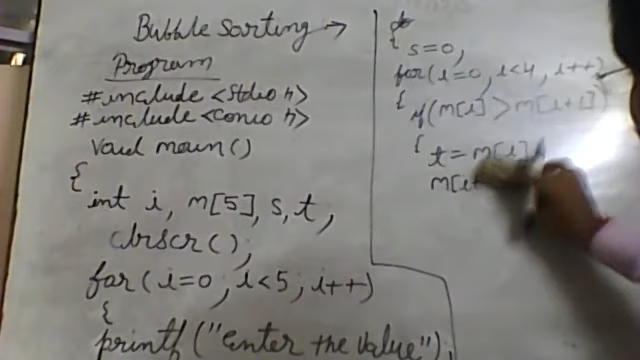 Bubble Sorting →
Program
#include <stdio h>
#include <conio h>
void main()
{
int i, m[5], s, t,
clrscr();
for(i=0, i<5, i++)
{
printf("Enter the value");
{
s=0,
for(i=0, i<4, i++)
{ if(m[i] > m[i+1])
{ t = m[i]
m[i+